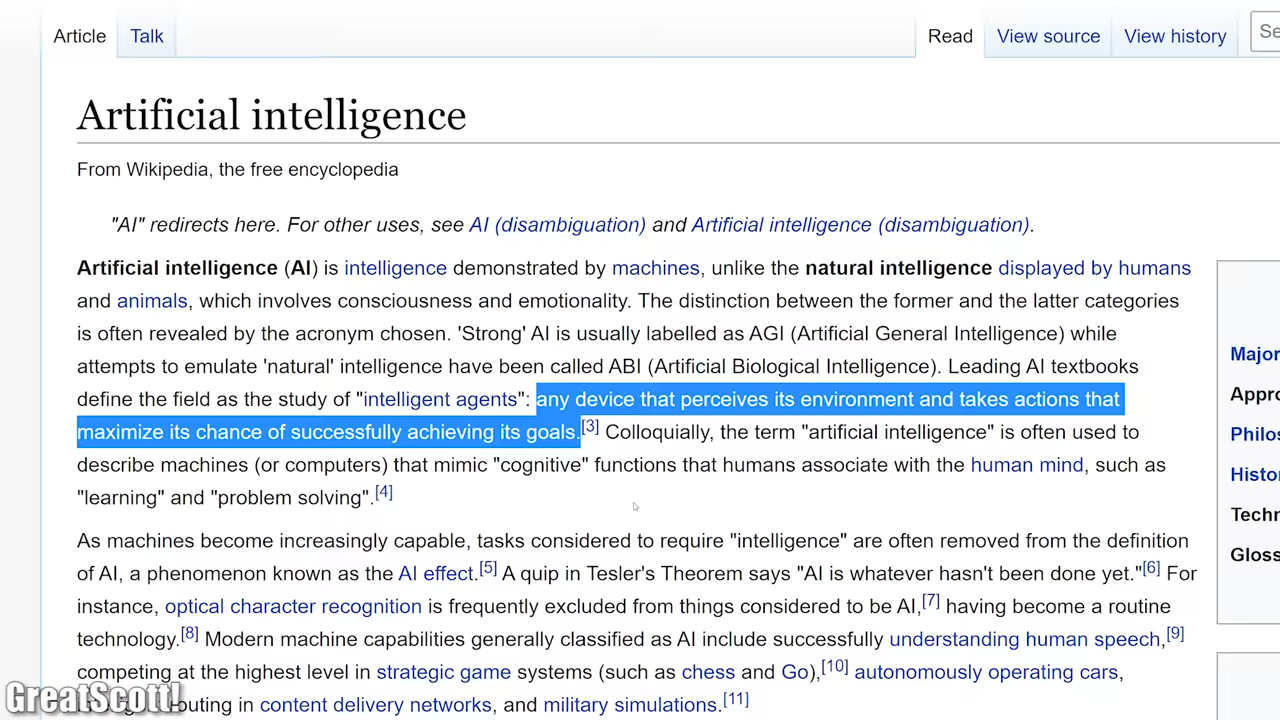 Article Talk Read View source View history Se
Artificial intelligence
From Wikipedia, the free encyclopedia
"AI" redirects here. For other uses, see AI (disambiguation) and Artificial intelligence (disambiguation).
Artificial intelligence (AI) is intelligence demonstrated by machines, unlike the natural intelligence displayed by humans
and animals, which involves consciousness and emotionality. The distinction between the former and the latter categories
is often revealed by the acronym chosen. 'Strong' AI is usually labelled as AGI (Artificial General Intelligence) while
attempts to emulate 'natural' intelligence have been called ABI (Artificial Biological Intelligence). Leading AI textbooks
define the field as the study of "intelligent agents": any device that perceives its environment and takes actions that
maximize its chance of successfully achieving its goals.[3] Colloquially, the term "artificial intelligence" is often used to
describe machines (or computers) that mimic "cognitive" functions that humans associate with the human mind, such as
"learning" and "problem solving".[4]
As machines become increasingly capable, tasks considered to require "intelligence" are often removed from the definition
of AI, a phenomenon known as the AI effect.[5] A quip in Tesler's Theorem says "AI is whatever hasn't been done yet."[6] For
instance, optical character recognition is frequently excluded from things considered to be AI,[7] having become a routine
technology.[8] Modern machine capabilities generally classified as AI include successfully understanding human speech,[9]
competing at the highest level in strategic game systems (such as chess and Go),[10] autonomously operating cars,
in content delivery networks, and military simulations.[11]
Major
Appro
Philos
Histo
Techn
Gloss
GreatScott!